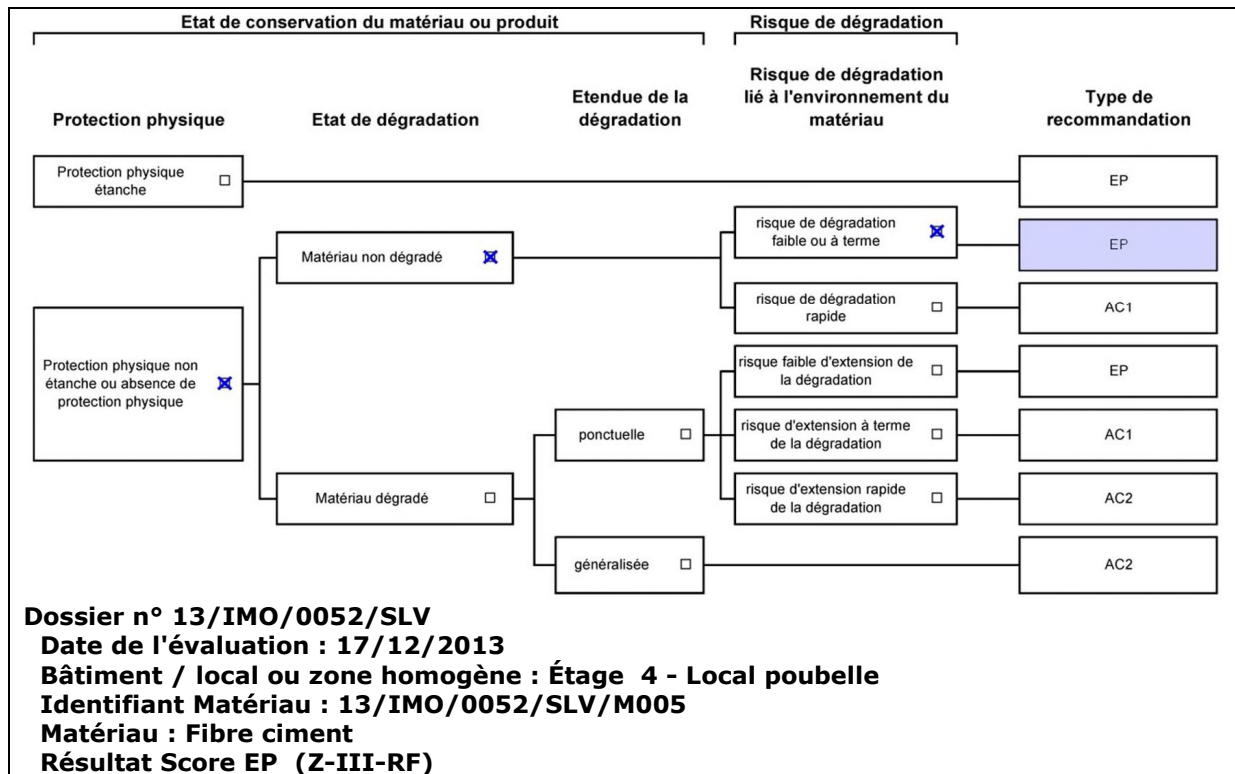 Etat de conservation du matériau ou produit
Risque de dégradation
Protection physique
Etat de dégradation
Etendue de la
dégradation
Risque de dégradation
lié à l'environnement du
matériau
Type de
recommandation
Protection physique
étanche
EP
risque de dégradation
faible ou à terme
EP
Matériau non dégradé
risque de dégradation
rapide
AC1
Protection physique non
étanche ou absence de
protection physique
risque faible d'extension de
la dégradation
EP
ponctuelle
risque d'extension à terme
de la dégradation
AC1
Matériau dégradé
risque d'extension rapide
de la dégradation
AC2
généralisée
AC2
Dossier n° 13/IMO/0052/SLV
Date de l'évaluation : 17/12/2013
Bâtiment / local ou zone homogène : Étage 4 - Local poubelle
Identifiant Matériau : 13/IMO/0052/SLV/M005
Matériau : Fibre ciment
Résultat Score EP (Z-III-RF)